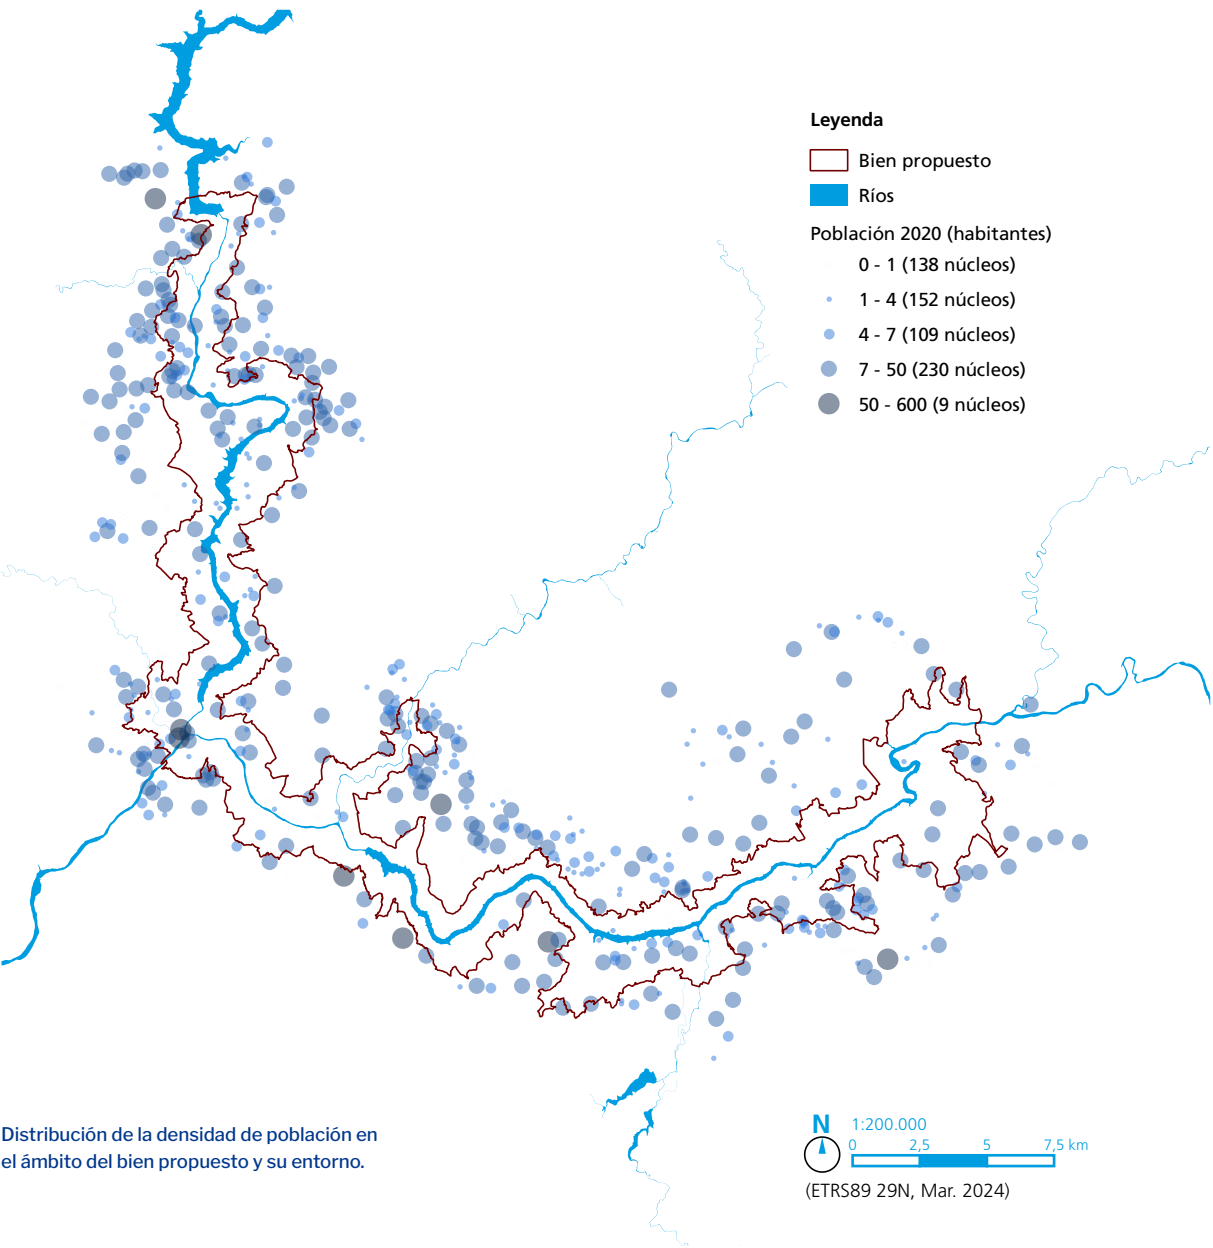 Leyenda
Bien propuesto
Ríos
Población 2020 (habitantes)
0 - 1 (138 núcleos)
1 - 4 (152 núcleos)
4 - 7 (109 núcleos)
7 - 50 (230 núcleos)
50 - 600 (9 núcleos)
Distribución de la densidad de población en
el ámbito del bien propuesto y su entorno.
N
1:200.000
0 2,5 5 7,5 km
(ETRS89 29N, Mar. 2024)